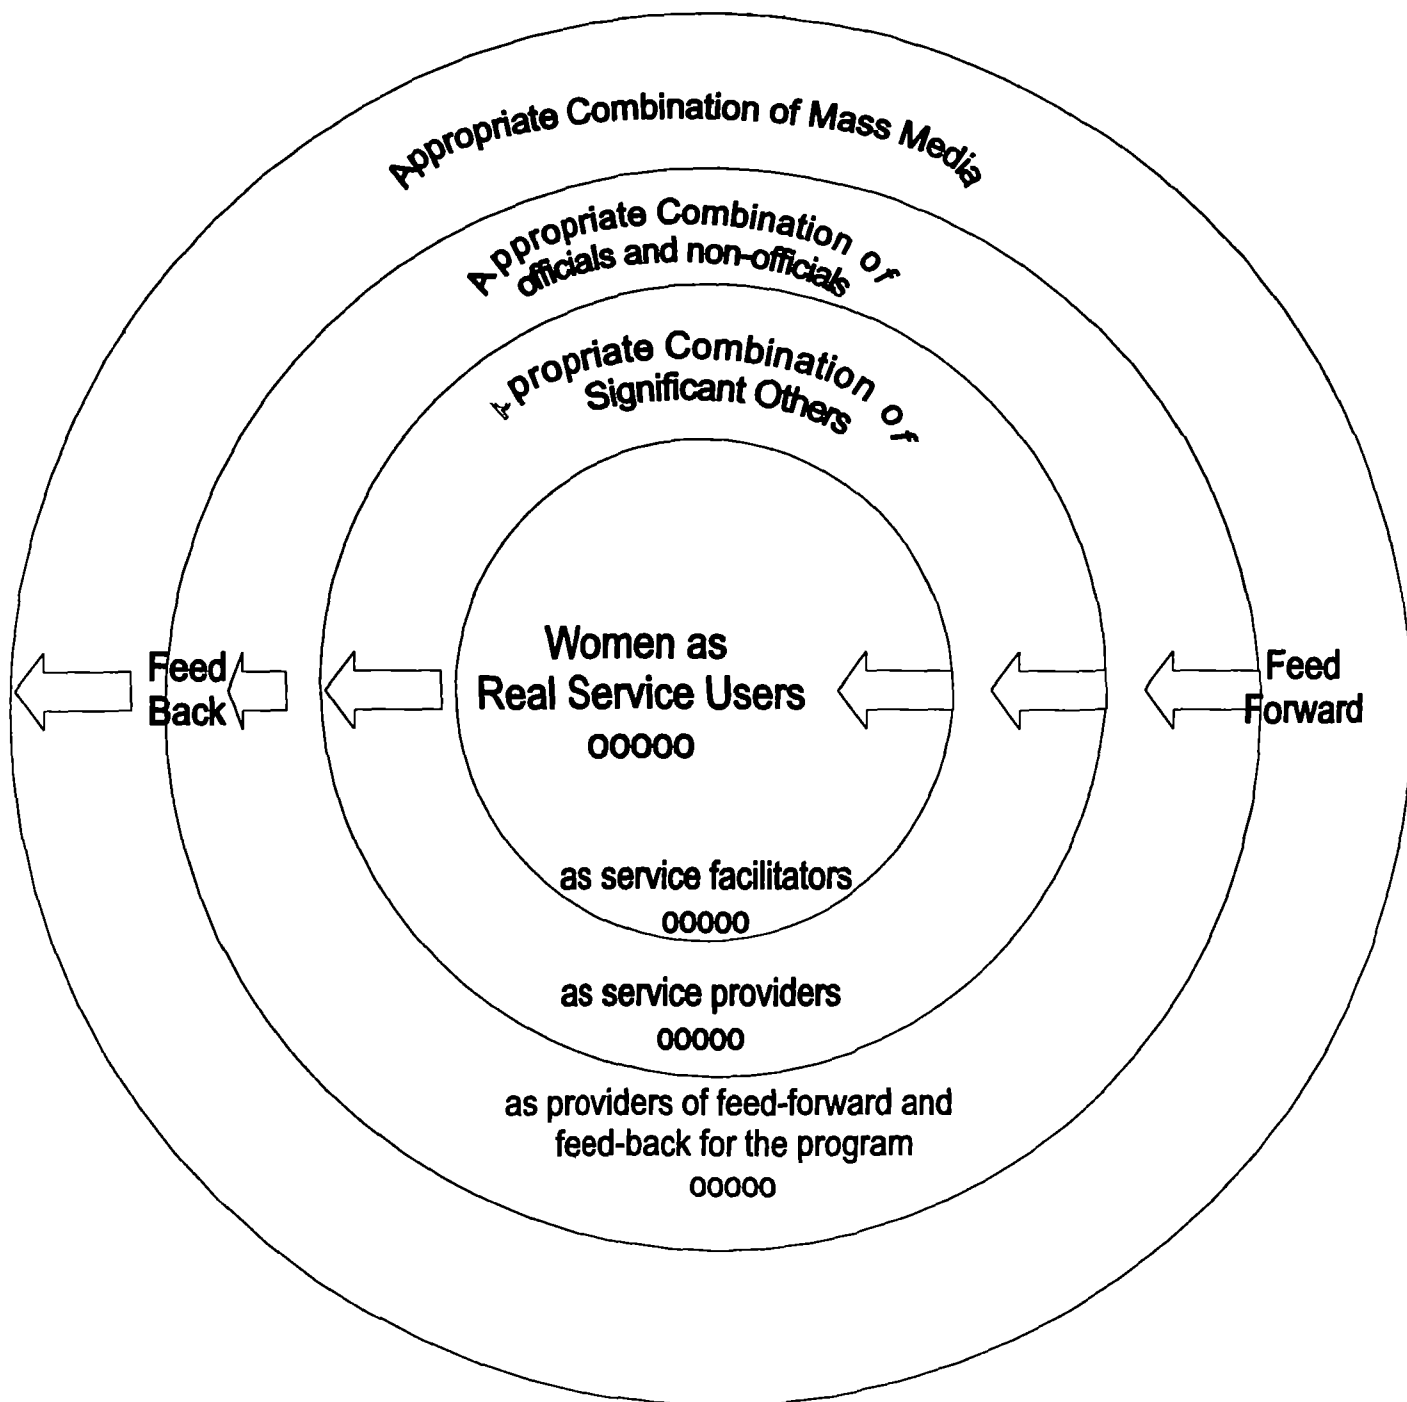 Appropriate Combination of Mass Media
Appropriate Combination of
officials and non-officials
Appropriate Combination of
Significant Others
Women as
Real Service Users
ooooo
Feed
Back
Feed
Forward
as service facilitators
ooooo
as service providers
ooooo
as providers of feed-forward and
feed-back for the program
ooooo